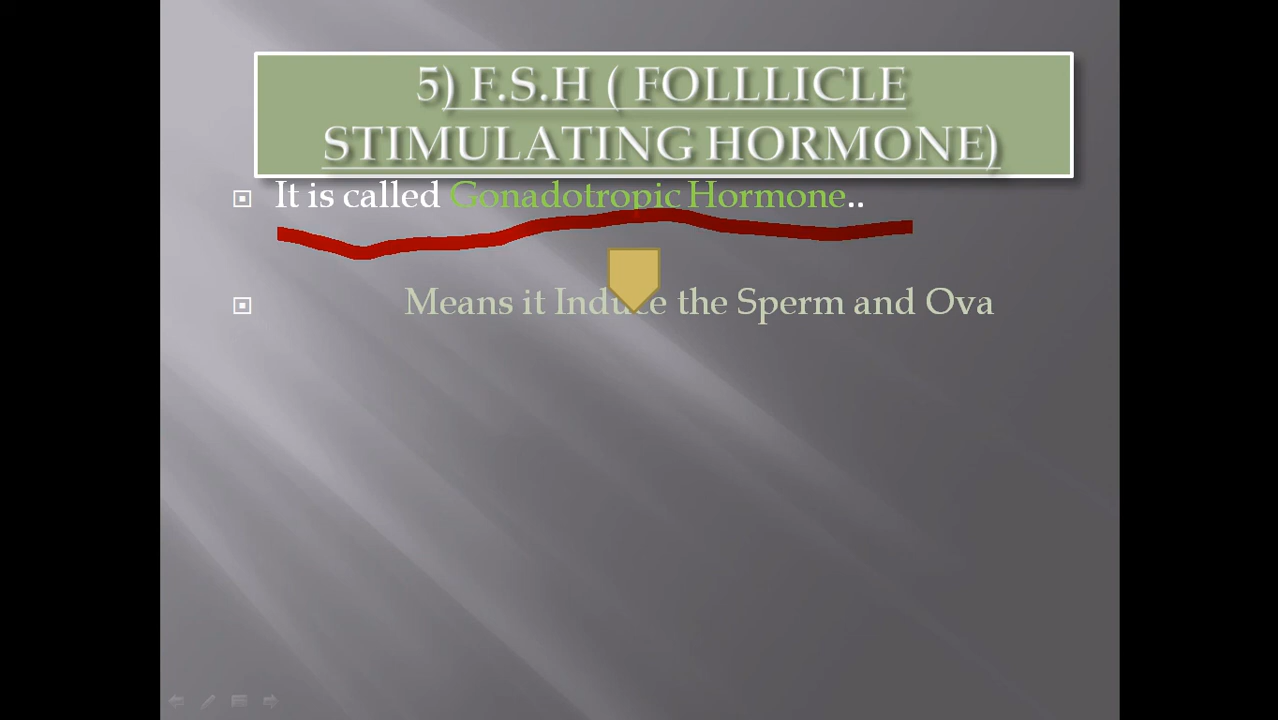 5) F.S.H ( FOLLLICLE
STIMULATING HORMONE)
It is called Gonadotropic Hormone..
Means it Induce the Sperm and Ova